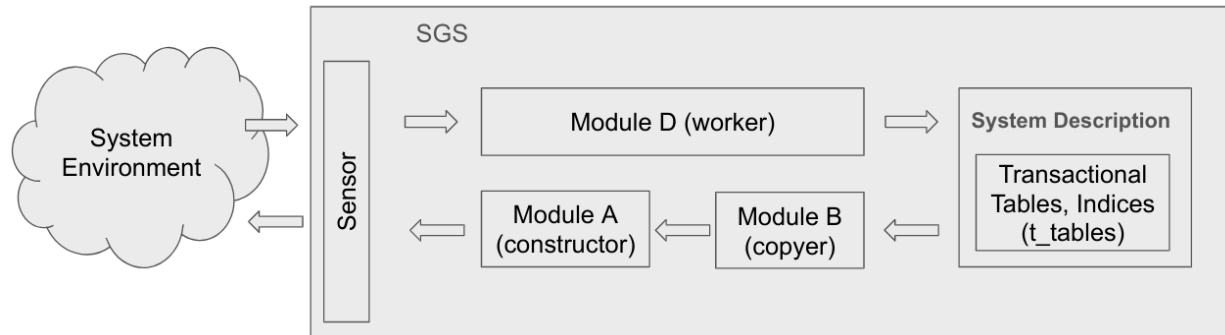 SGS
System
Environment
Sensor
Module D (worker)
System Description
Transactional
Tables, Indices
(t_tables)
Module A
(constructor)
Module B
(copyer)